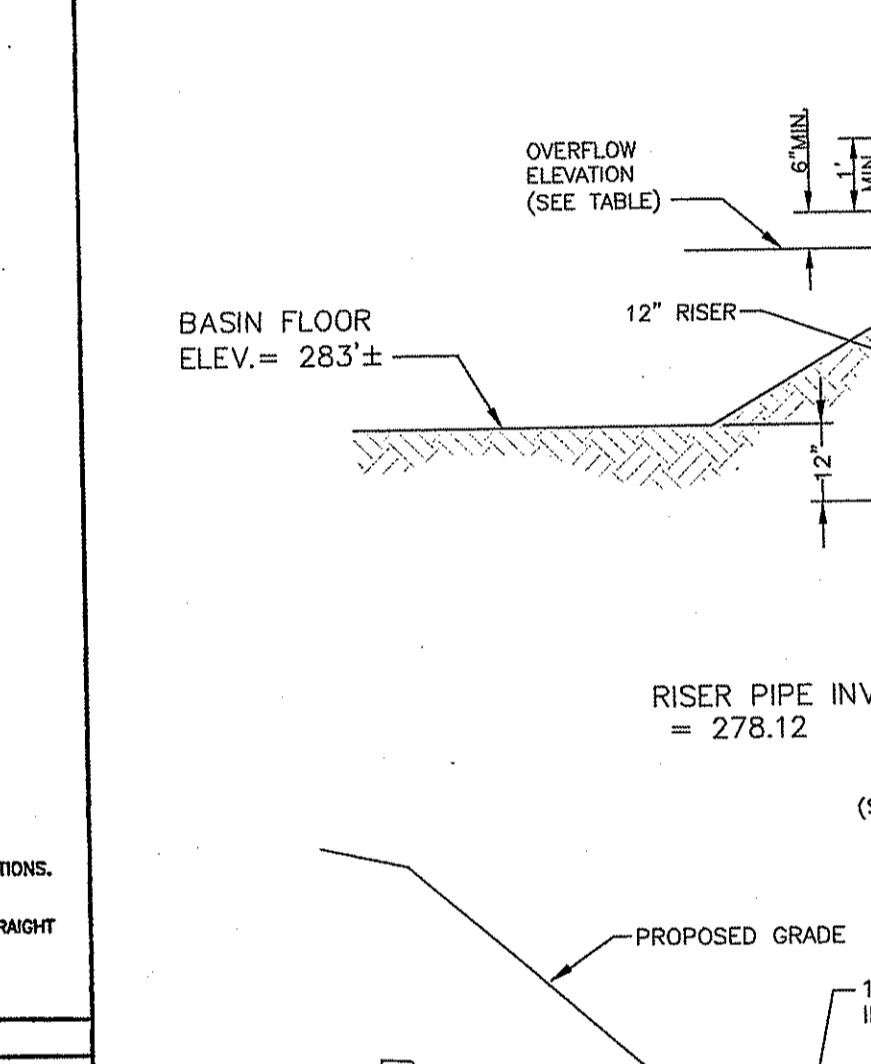 OVERFLOW
ELEVATION
(SEE TABLE)
6"MIN.
1'
MIN
12" RISER
BASIN FLOOR
ELEV.= 283'±
12"
RISER PIPE INV
= 278.12
(S
TIONS.
RAIGHT
PROPOSED GRADE
1